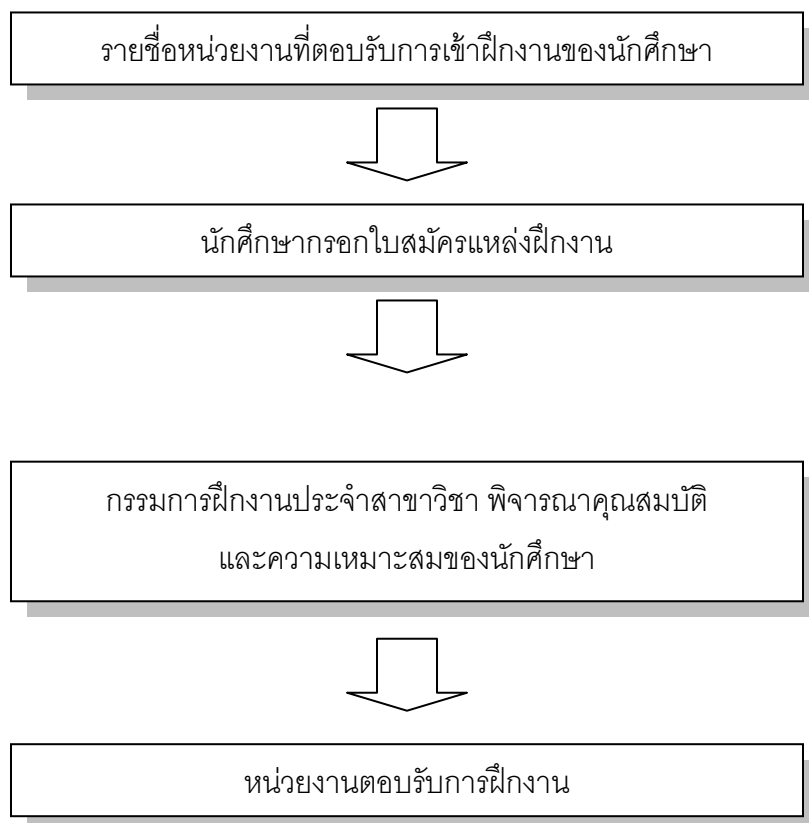 รายชื่อหน่วยงานที่ตอบรับการเข้าฝึกงานของนักศึกษา
นักศึกษากรอกใบสมัครแหล่งฝึกงาน
กรรมการฝึกงานประจำสาขาวิชา พิจารณาคุณสมบัติ
และความเหมาะสมของนักศึกษา
หน่วยงานตอบรับการฝึกงาน